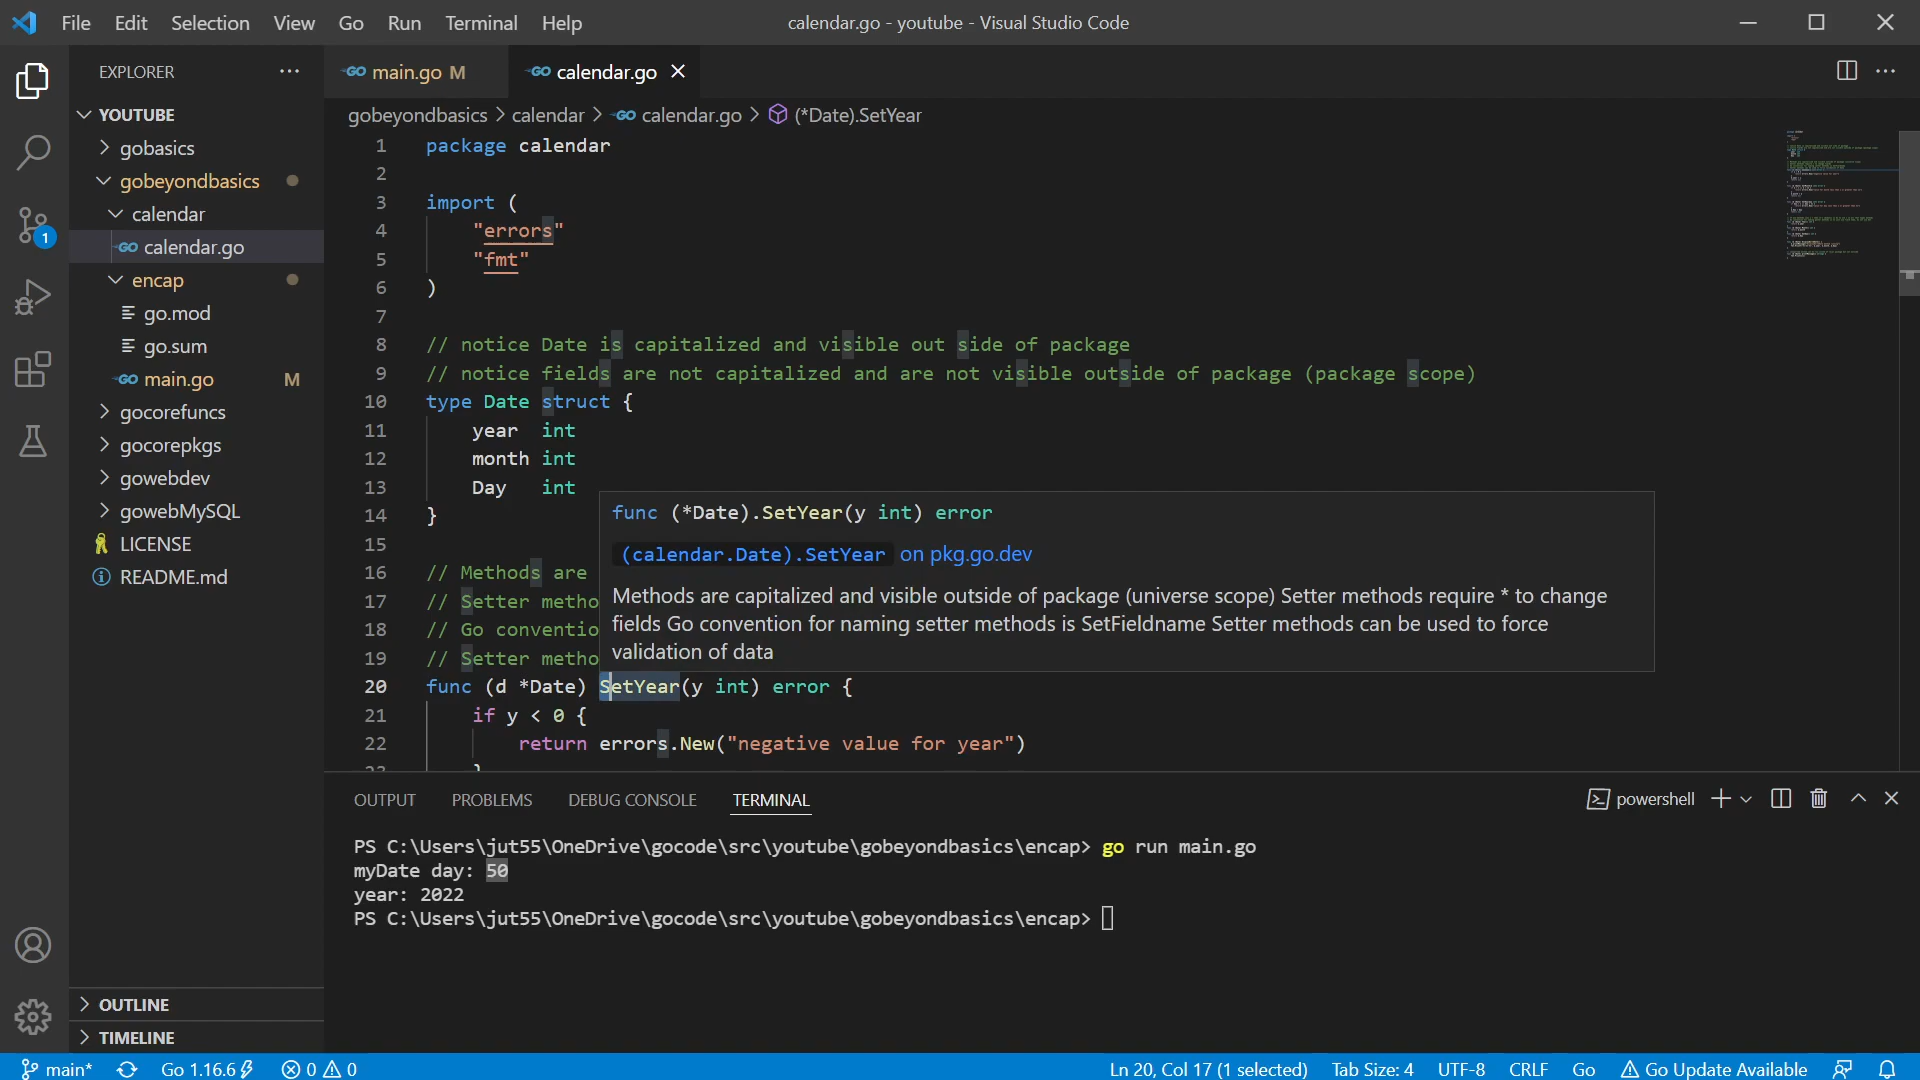 File Edit Selection View Go Run Terminal Help
calendar.go - youtube - Visual Studio Code
EXPLORER
main.go M
calendar.go
YOUTUBE
gobasics
gobeyondbasics
calendar
calendar.go
encap
go.mod
go.sum
main.go M
gocorefuncs
gocorepkgs
gowebdev
gowebMySQL
LICENSE
README.md
OUTLINE
TIMELINE
1
gobeyondbasics > calendar > calendar.go > (*Date).SetYear
1 package calendar
2
3 import (
4 "errors"
5 "fmt"
6 )
7
8 // notice Date is capitalized and visible out side of package
9 // notice fields are not capitalized and are not visible outside of package (package scope)
10 type Date struct {
11 year int
12 month int
13 Day int
14 }
15
16 // Methods are
17 // Setter metho
18 // Go conventio
19 // Setter metho
20 func (d *Date) SetYear(y int) error {
21 if y < 0 {
22 return errors.New("negative value for year")
23 }
func (*Date).SetYear(y int) error
(calendar.Date).SetYear on pkg.go.dev
Methods are capitalized and visible outside of package (universe scope) Setter methods require * to change
fields Go convention for naming setter methods is SetFieldname Setter methods can be used to force
validation of data
OUTPUT PROBLEMS DEBUG CONSOLE TERMINAL
powershell
PS C:\Users\jut55\OneDrive\gocode\src\youtube\gobeyondbasics\encap> go run main.go
myDate day: 50
year: 2022
PS C:\Users\jut55\OneDrive\gocode\src\youtube\gobeyondbasics\encap>
main* Go 1.16.6 0 0 Ln 20, Col 17 (1 selected) Tab Size: 4 UTF-8 CRLF Go Go Update Available